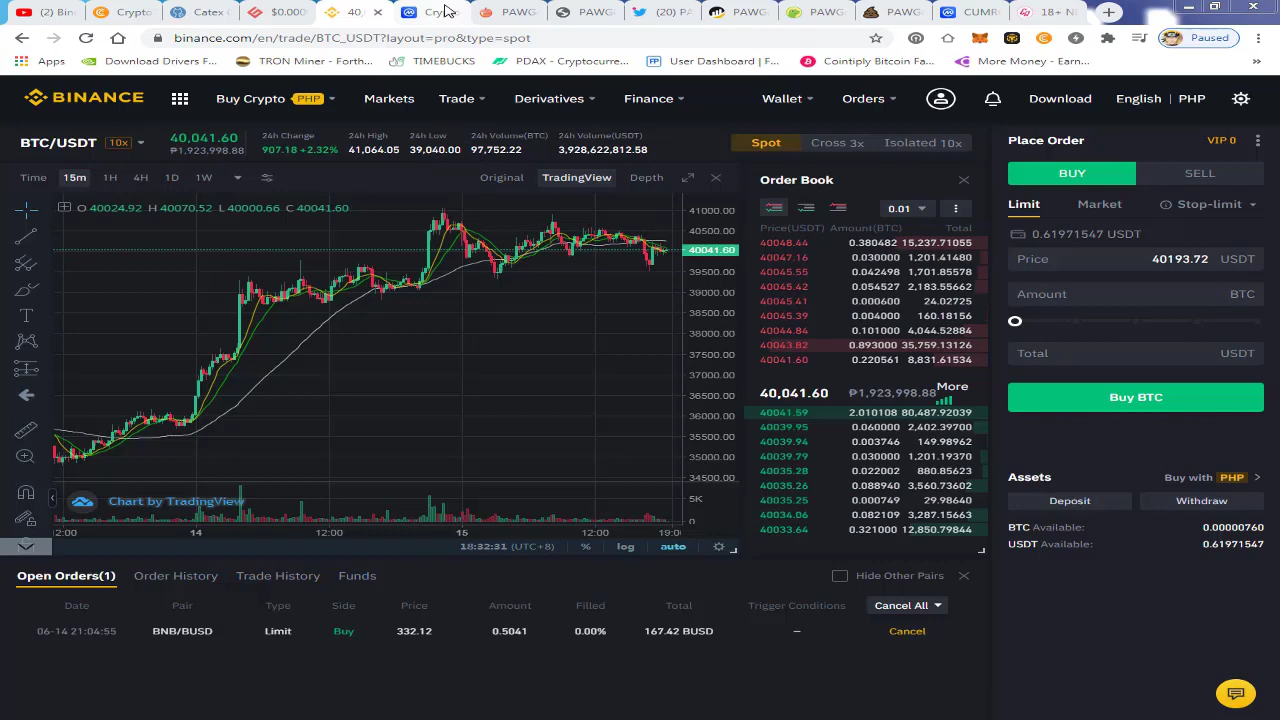 (2) Bin
Crypto
Catex
$0.000
40,
Cry
PAWG
PAWG
(20) PA
PAWG
PAWG
PAWG
CUMR
18+ N
binance.com/en/trade/BTC_USDT?layout=pro&type=spot
Paused
Apps
Download Drives F...
TRON Miner - Forth...
TIMEBUCKS
PDAX - Cryptocurre...
User Dashboard | F...
Cointiply Bitcoin Fa...
More Money - Earn...
»
BINANCE
Buy Crypto PHP
Markets
Trade
Derivatives
Finance
Wallet
Orders
Download
English | PHP
BTC/USDT 10x
40,041.60
₱1,923,998.88
24h Change
907.18 +2.32%
24h High
41,064.05
24h Low
39,040.00
24h Volume(BTC)
97,752.22
24h Volume(USDT)
3,928,622,812.58
Spot
Cross 3x
Isolated 10x
Time 15m 1H 4H 1D 1W
Original TradingView Depth
O 40024.92 H 40070.52 L 40000.66 C 40041.60
41000.00
40500.00
40041.60
39500.00
39000.00
38500.00
38000.00
37500.00
37000.00
36500.00
36000.00
35500.00
35000.00
34500.00
5K
0
Chart by TradingView
2:00 14 12:00 15 12:00 19:0
18:32:31 (UTC+8) % log auto
Order Book
0.01
Price(USDT) Amount(BTC) Total
40048.44 0.380482 15,237.71055
40047.16 0.030000 1,201.41480
40045.55 0.042498 1,701.85578
40045.42 0.054527 2,183.55662
40045.41 0.000600 24.02725
40045.39 0.004000 160.18156
40044.84 0.101000 4,044.52884
40043.82 0.893000 35,759.13126
40041.60 0.220561 8,831.61534
40,041.60 ₱1,923,998.88 More
40041.59 2.010108 80,487.92039
40039.95 0.060000 2,402.39700
40039.94 0.003746 149.98962
40039.79 0.030000 1,201.19370
40035.28 0.022002 880.85623
40035.26 0.088940 3,560.73602
40035.25 0.000749 29.98640
40034.06 0.082109 3,287.15663
40033.64 0.321000 12,850.79844
Place Order
VIP 0
BUY
SELL
Limit
Market
Stop-limit
0.61971547 USDT
Price 40193.72 USDT
Amount BTC
Total USDT
Buy BTC
Assets
Buy with PHP
Deposit
Withdraw
BTC Available: 0.00000760
USDT Available: 0.61971547
Open Orders(1)
Order History
Trade History
Funds
Hide Other Pairs
Date Pair Type Side Price Amount Filled Total Trigger Conditions Cancel All
06-14 21:04:55 BNB/BUSD Limit Buy 332.12 0.5041 0.00% 167.42 BUSD – Cancel